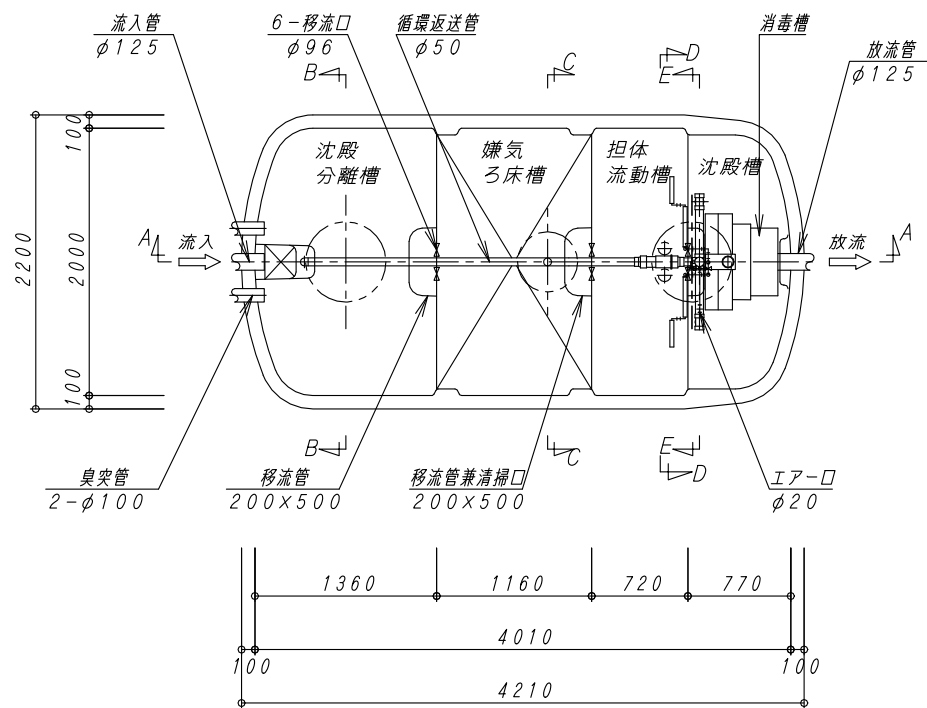 流入管
φ125
6-移流口
φ96
循環返送管
φ50
消毒槽
放流管
φ125
B
C
D
E
100
2200
2000
100
沈殿
分離槽
嫌気
ろ床槽
担体
流動槽
沈殿槽
A
流入
放流
A
B
C
E
D
臭突管
2-φ100
移流管
200×500
移流管兼清掃口
200×500
エアー口
φ20
1360
1160
720
770
4010
100
100
4210